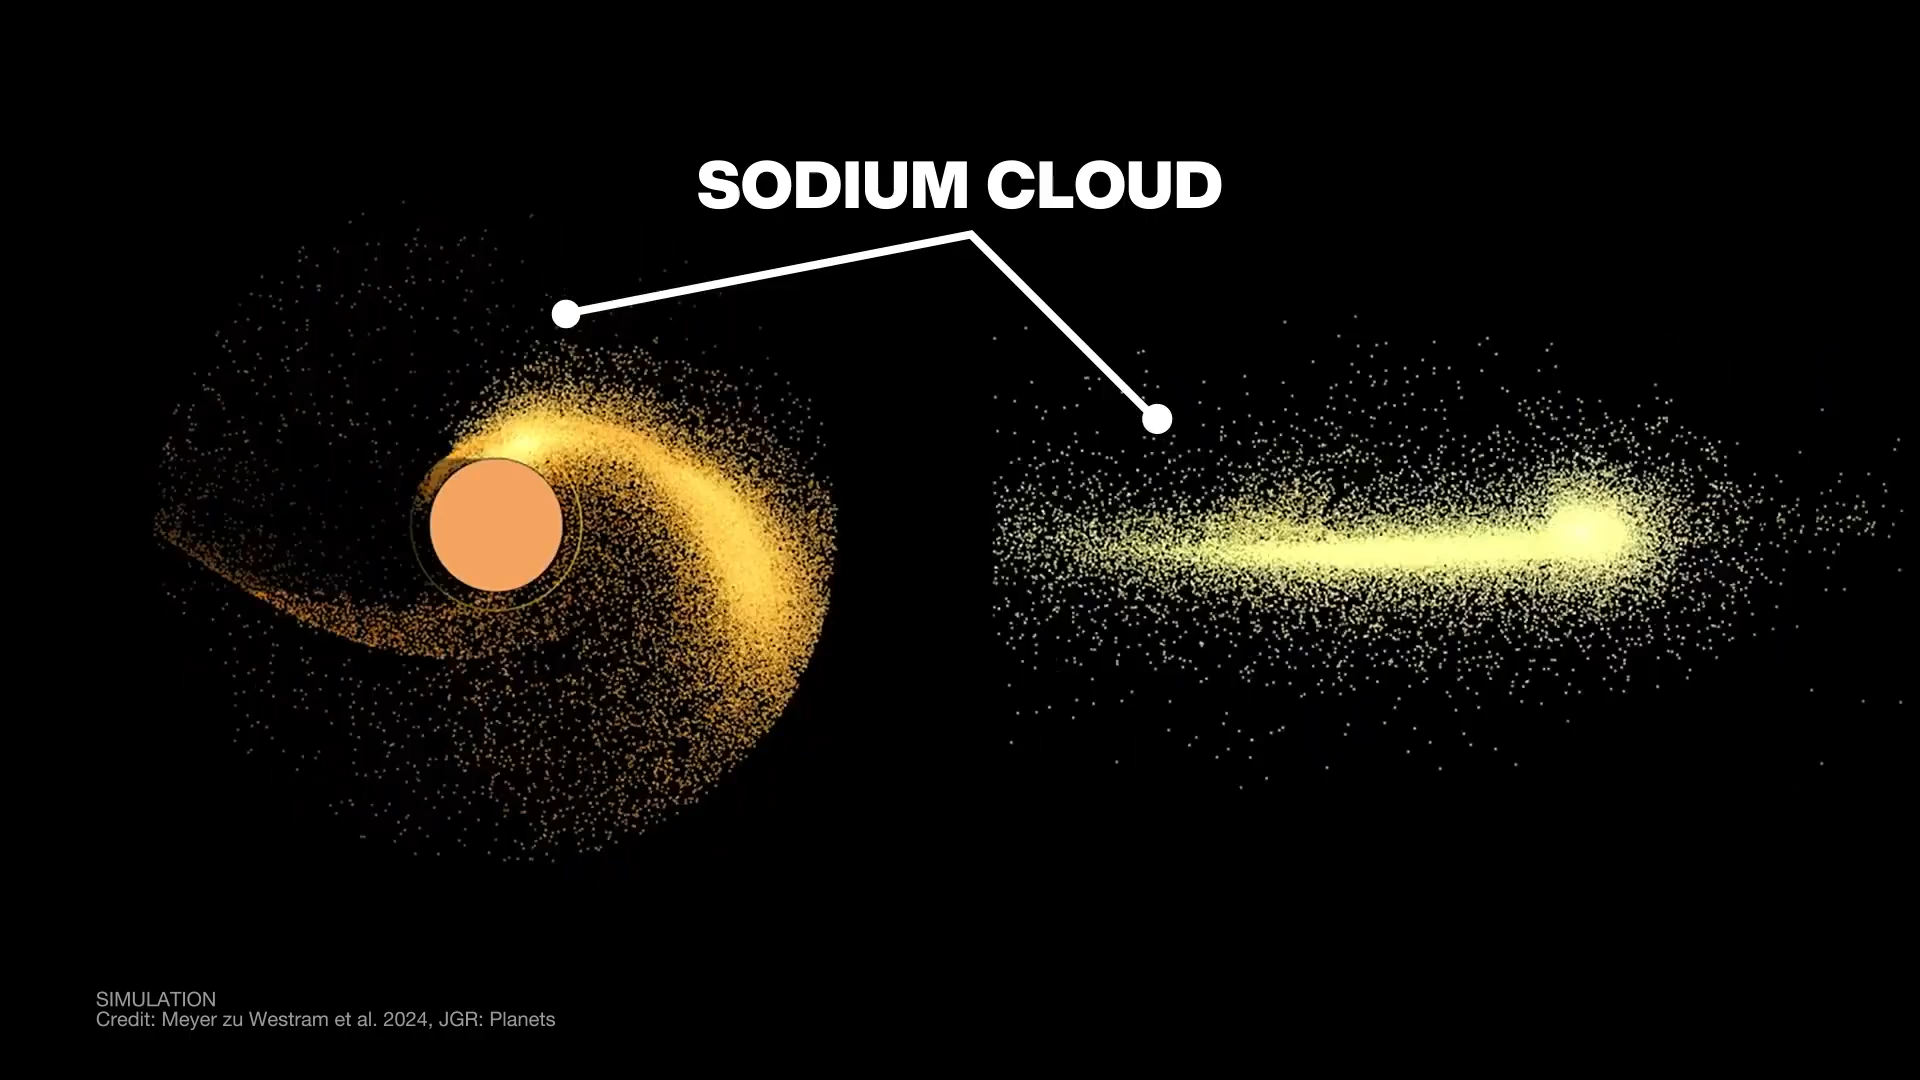 SODIUM CLOUD
SIMULATION
Credit: Meyer zu Westram et al. 2024, JGR: Planets